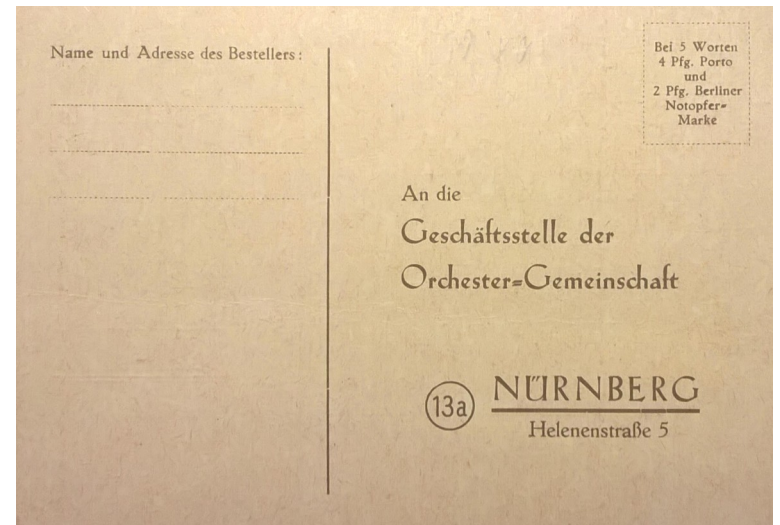 Name und Adresse des Bestellers:
Bei 5 Worten
4 Pfg. Porto
und
2 Pfg. Berliner
Notopfer-
Marke
An die
Geschäftsstelle der
Orchester-Gemeinschaft
13a NÜRNBERG
Helenenstraße 5